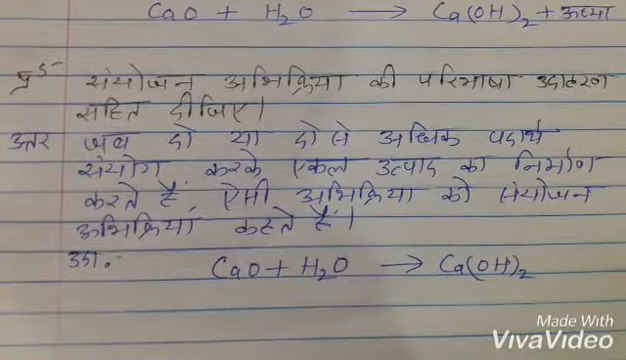 CaO + H₂O → Ca(OH)₂ + ऊष्मा
प्र5- संयोजन अभिक्रिया की परिभाषा उदाहरण
सहित दीजिए।
उत्तर जब दो या दो से अधिक पदार्थ
संयोग करके एकल उत्पाद का निर्माण
करते हैं, ऐसी अभिक्रिया को संयोजन
अभिक्रिया कहते हैं।
उदा. CaO + H₂O → Ca(OH)₂
Made With
VivaVideo